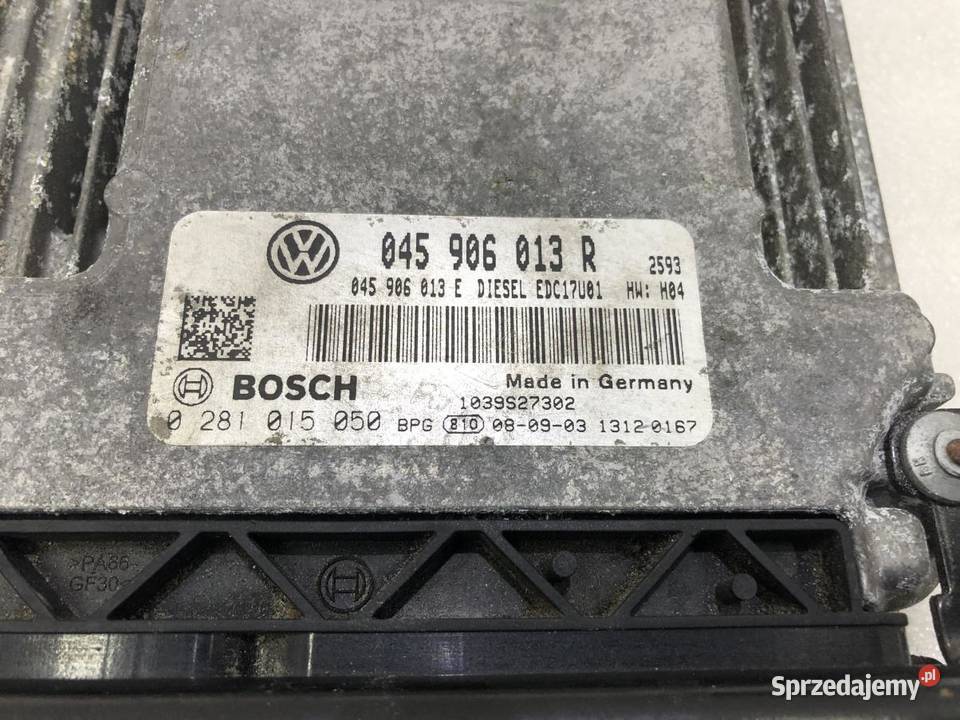 045 906 013 R 2593
045 906 013 E DIESEL EDC17U01 HW: H04
BOSCH Made in Germany
1039S27302
0 281 015 050 BPG 810 08-09-03 1312 0167
>PA66-
GF30<
Sprzedajemy.pl